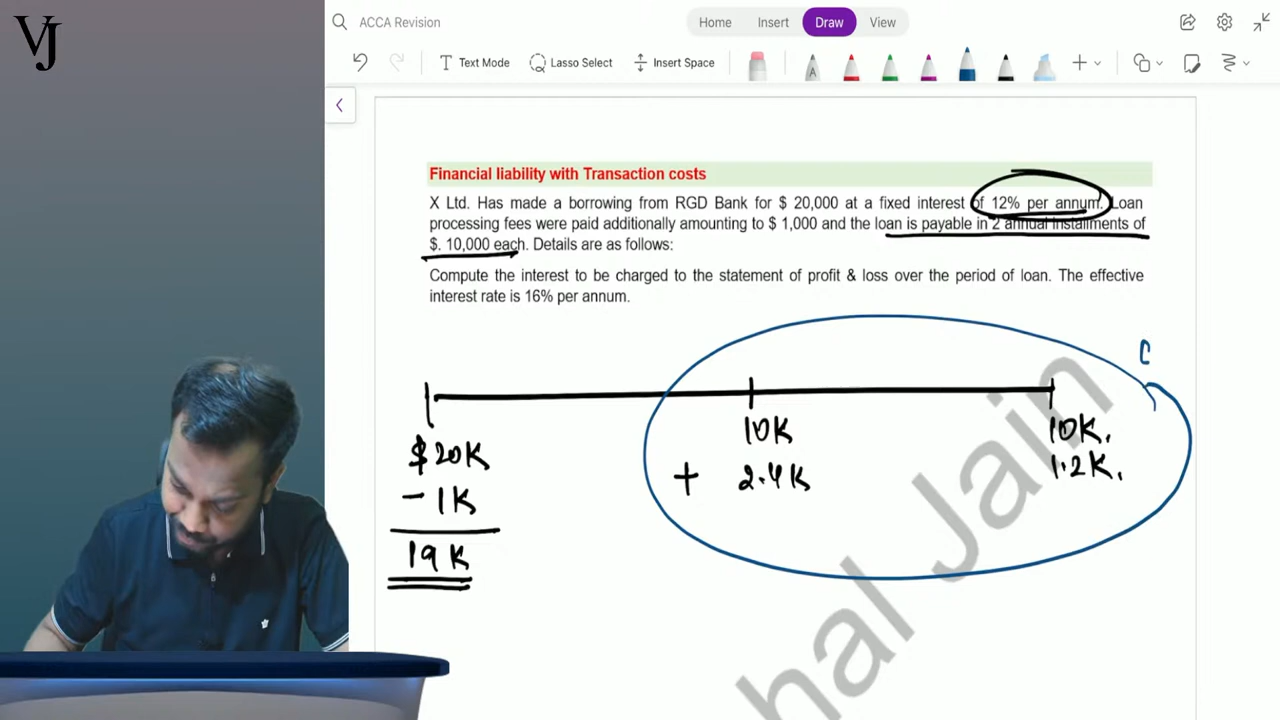 VJ
ACCA Revision
Home Insert Draw View
Text Mode Lasso Select Insert Space
Financial liability with Transaction costs
X Ltd. Has made a borrowing from RGD Bank for $ 20,000 at a fixed interest of 12% per annum. Loan
processing fees were paid additionally amounting to $ 1,000 and the loan is payable in 2 annual installments of
$. 10,000 each. Details are as follows:
Compute the interest to be charged to the statement of profit & loss over the period of loan. The effective
interest rate is 16% per annum.
C
$20K
- 1K
19K
10K
+ 2.4K
10K.
1.2K.
hal Jain